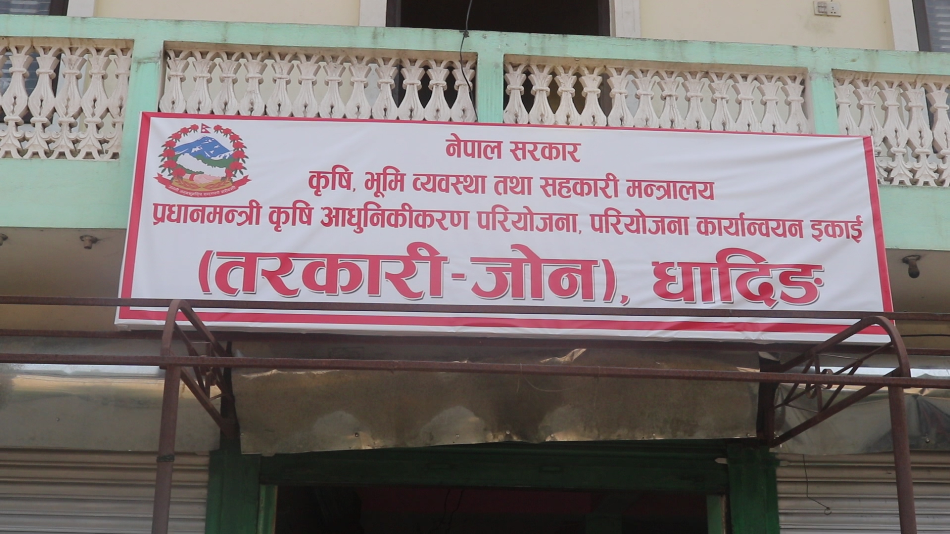 नेपाल सरकार
कृषि, भूमि व्यवस्था तथा सहकारी मन्त्रालय
प्रधानमन्त्री कृषि आधुनिकीकरण परियोजना, परियोजना कार्यान्वयन इकाई
(तरकारी-जोन), धादिङ